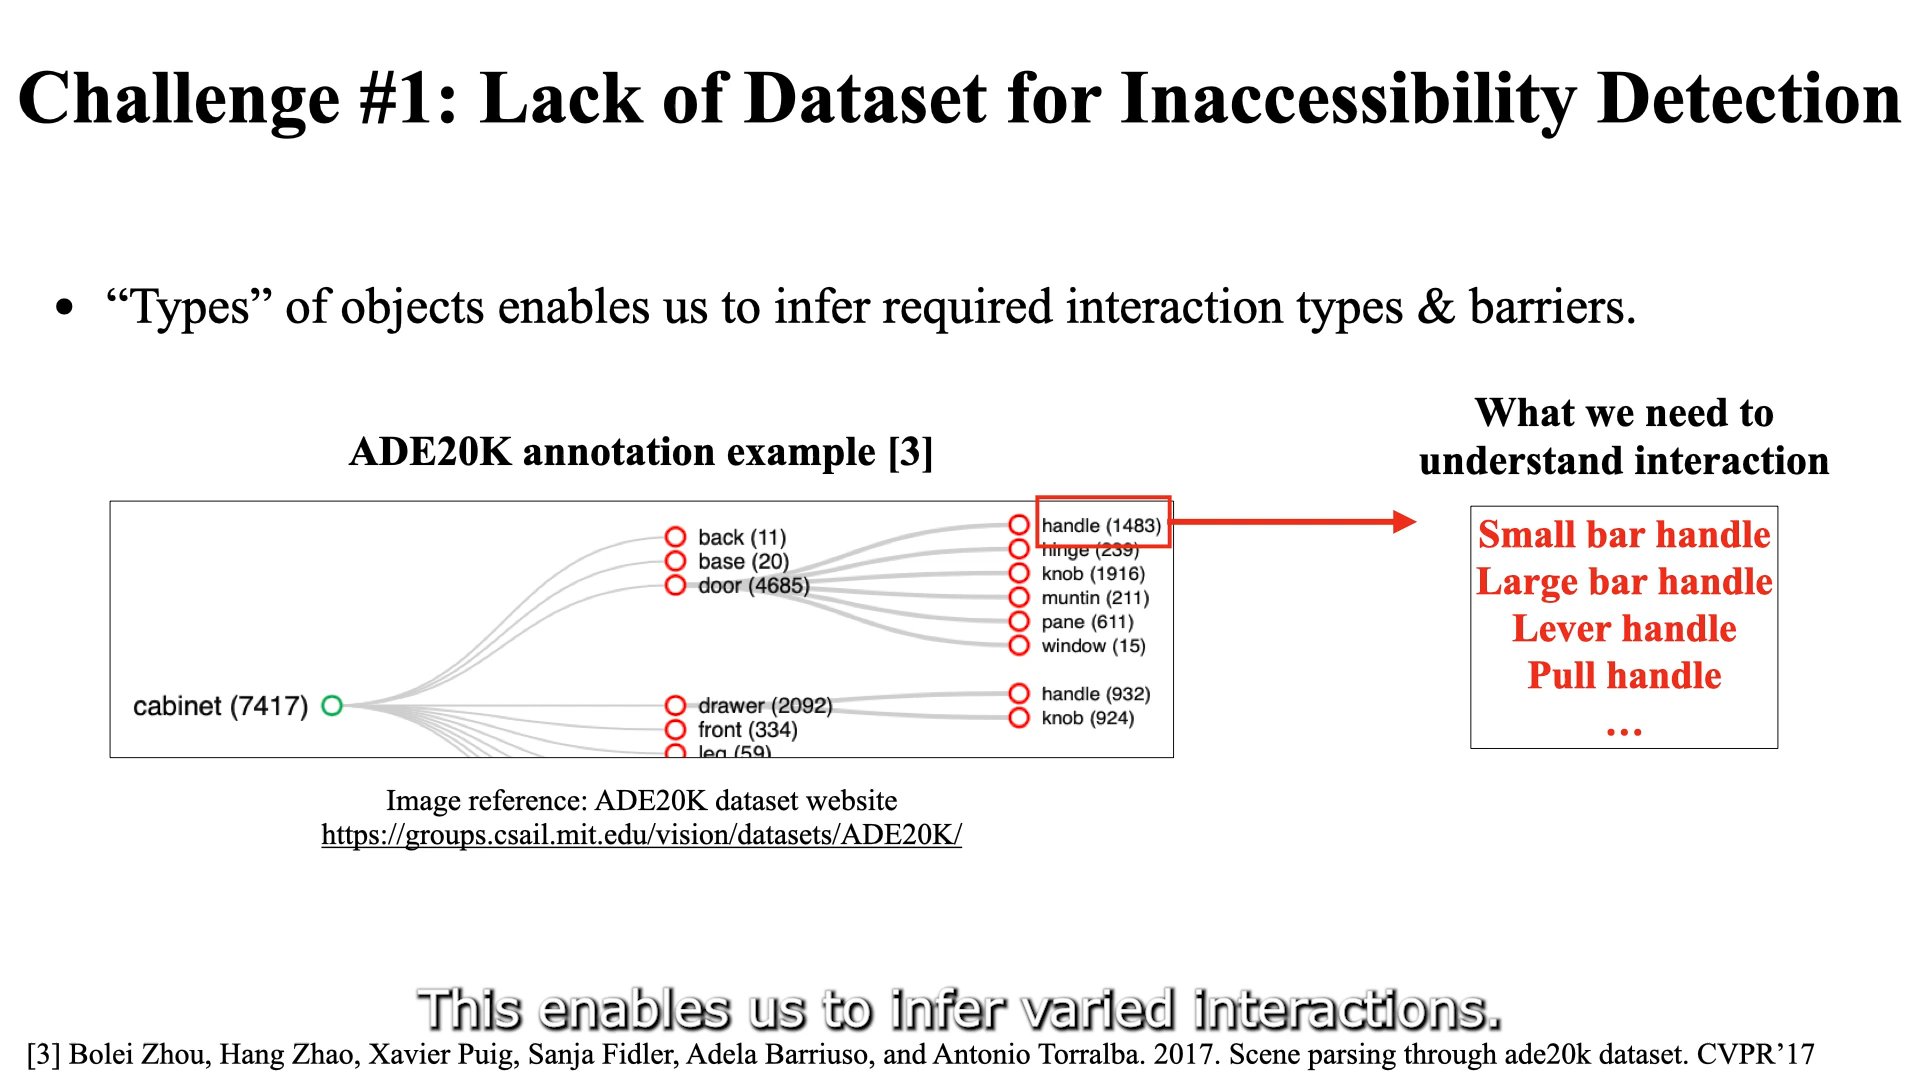 Challenge #1: Lack of Dataset for Inaccessibility Detection
• “Types” of objects enables us to infer required interaction types & barriers.
ADE20K annotation example [3]
What we need to
understand interaction
cabinet (7417)
back (11)
base (20)
door (4685)
drawer (2092)
front (334)
leg (59)
handle (1483)
hinge (239)
knob (1916)
muntin (211)
pane (611)
window (15)
handle (932)
knob (924)
Small bar handle
Large bar handle
Lever handle
Pull handle
...
Image reference: ADE20K dataset website
https://groups.csail.mit.edu/vision/datasets/ADE20K/
This enables us to infer varied interactions.
[3] Bolei Zhou, Hang Zhao, Xavier Puig, Sanja Fidler, Adela Barriuso, and Antonio Torralba. 2017. Scene parsing through ade20k dataset. CVPR’17